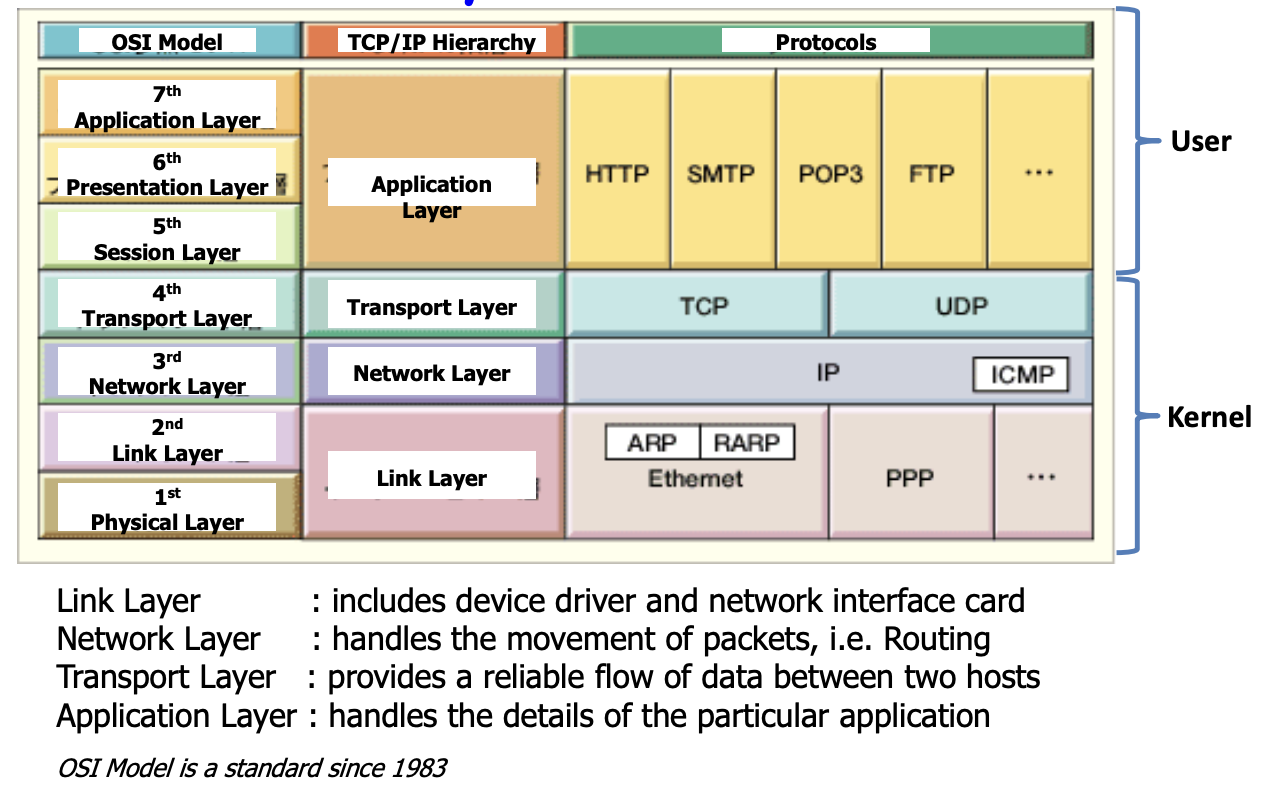 OSI Model
TCP/IP Hierarchy
Protocols
7th
Application Layer
6th
Presentation Layer
5th
Session Layer
4th
Transport Layer
3rd
Network Layer
2nd
Link Layer
1st
Physical Layer
Application
Layer
Transport Layer
Network Layer
Link Layer
HTTP
SMTP
POP3
FTP
...
TCP
UDP
IP
ICMP
ARP
RARP
Ethernet
PPP
...
User
Kernel
Link Layer : includes device driver and network interface card
Network Layer : handles the movement of packets, i.e. Routing
Transport Layer : provides a reliable flow of data between two hosts
Application Layer : handles the details of the particular application
OSI Model is a standard since 1983